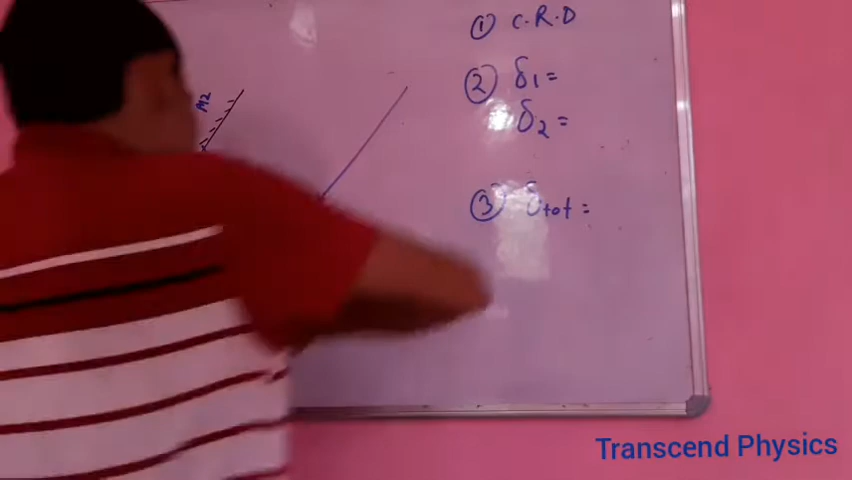 ① C.R.D
M2
② δ1=
δ2=
③ δtot=
Transcend Physics